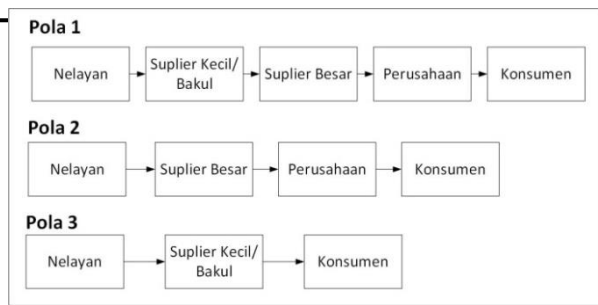 Pola 1
Nelayan
Suplier Kecil/
Bakul
Suplier Besar
Perusahaan
Konsumen
Pola 2
Nelayan
Suplier Besar
Perusahaan
Konsumen
Pola 3
Nelayan
Suplier Kecil/
Bakul
Konsumen